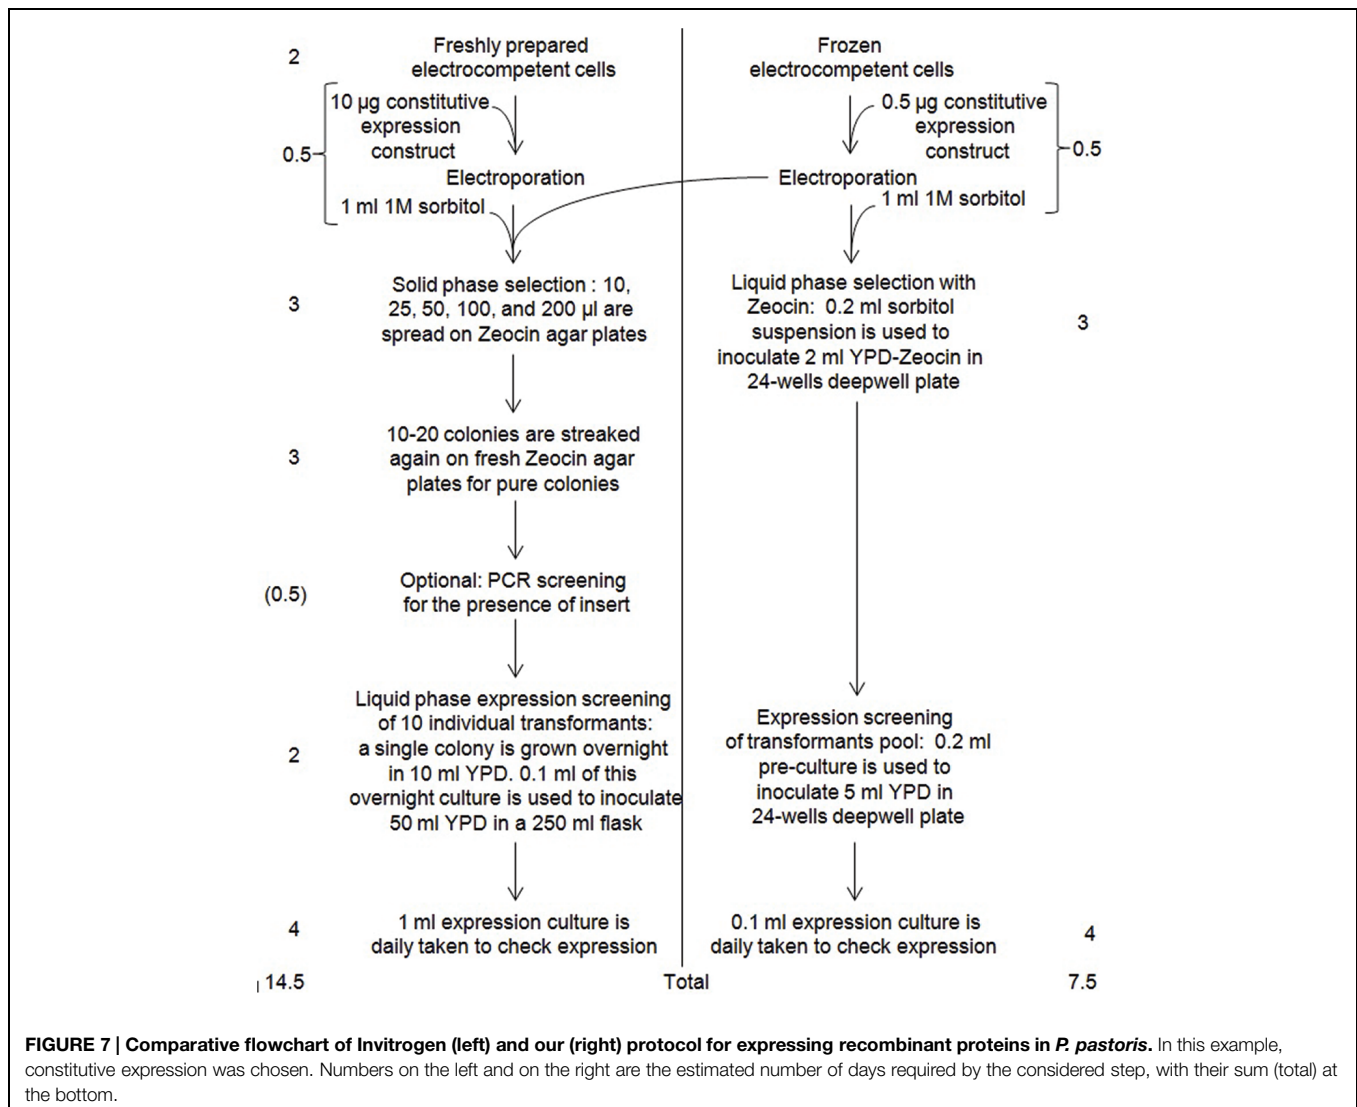 2
Freshly prepared
electrocompetent cells
10 µg constitutive
expression
construct
0.5
Electroporation
1 ml 1M sorbitol
3
Solid phase selection : 10,
25, 50, 100, and 200 µl are
spread on Zeocin agar plates
3
10-20 colonies are streaked
again on fresh Zeocin agar
plates for pure colonies
(0.5)
Optional: PCR screening
for the presence of insert
2
Liquid phase expression screening
of 10 individual transformants:
a single colony is grown overnight
in 10 ml YPD. 0.1 ml of this
overnight culture is used to inoculate
50 ml YPD in a 250 ml flask
4
1 ml expression culture is
daily taken to check expression
Frozen
electrocompetent cells
0.5 µg constitutive
expression
construct
0.5
Electroporation
1 ml 1M sorbitol
Liquid phase selection with
Zeocin: 0.2 ml sorbitol
suspension is used to
inoculate 2 ml YPD-Zeocin in
24-wells deepwell plate
3
Expression screening
of transformants pool: 0.2 ml
pre-culture is used to
inoculate 5 ml YPD in
24-wells deepwell plate
0.1 ml expression culture is
daily taken to check expression
4
14.5 Total 7.5
FIGURE 7 | Comparative flowchart of Invitrogen (left) and our (right) protocol for expressing recombinant proteins in P. pastoris. In this example,
constitutive expression was chosen. Numbers on the left and on the right are the estimated number of days required by the considered step, with their sum (total) at
the bottom.